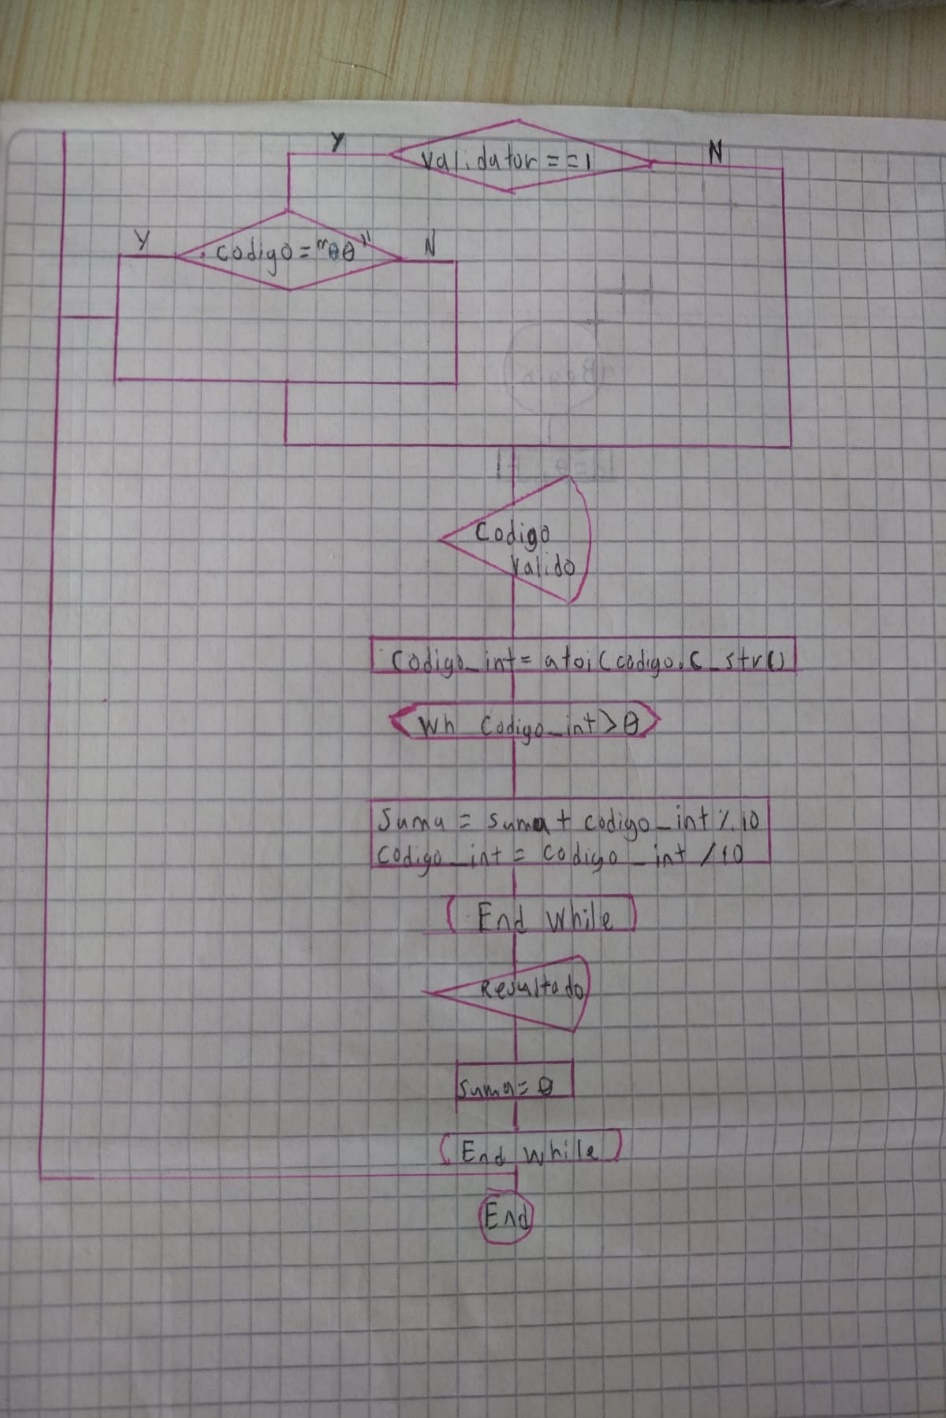 Y
validator==1
N
Y
codigo="00"
N
Codigo
valido
Codigo_int= atoi(codigo.c_str()
Wh Codigo_int>0
Suma = suma + codigo_int %10
Codigo_int = codigo_int /10
End while
Resultado
suma=0
End while
End